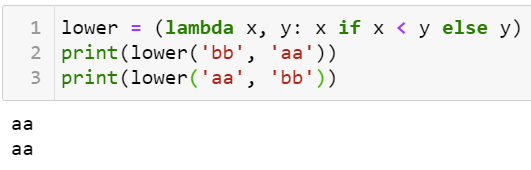 1 lower = (lambda x, y: x if x < y else y)
2 print(lower('bb', 'aa'))
3 print(lower('aa', 'bb'))
aa
aa